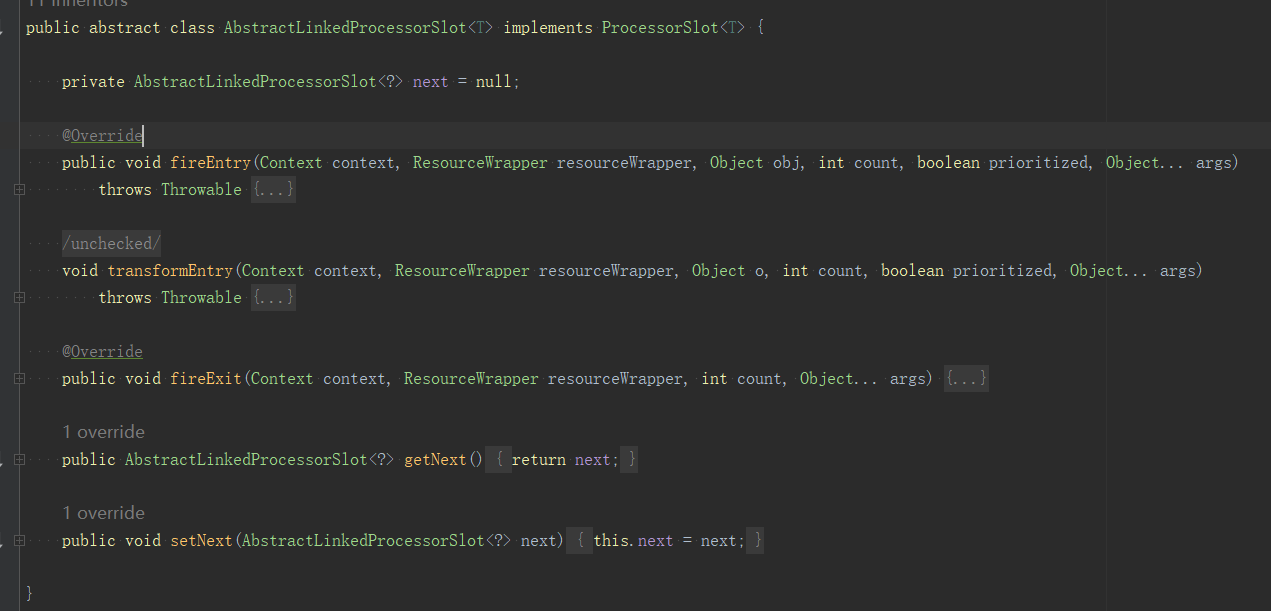 11 inheritors
public abstract class AbstractLinkedProcessorSlot<T> implements ProcessorSlot<T> {
private AbstractLinkedProcessorSlot<?> next = null;
@Override
public void fireEntry(Context context, ResourceWrapper resourceWrapper, Object obj, int count, boolean prioritized, Object... args)
throws Throwable {...}
/unchecked/
void transformEntry(Context context, ResourceWrapper resourceWrapper, Object o, int count, boolean prioritized, Object... args)
throws Throwable {...}
@Override
public void fireExit(Context context, ResourceWrapper resourceWrapper, int count, Object... args) {...}
1 override
public AbstractLinkedProcessorSlot<?> getNext() { return next; }
1 override
public void setNext(AbstractLinkedProcessorSlot<?> next) { this.next = next; }
}